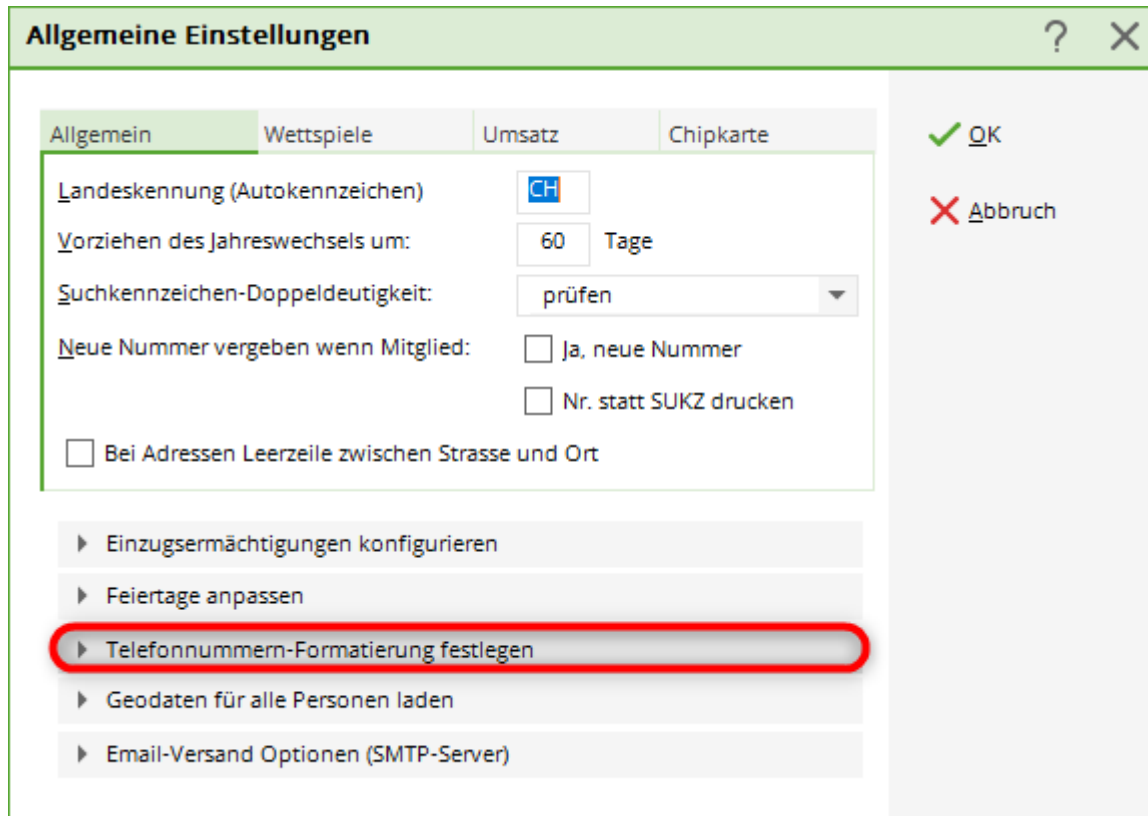 Allgemeine Einstellungen
Allgemein Wettspiele Umsatz Chipkarte
OK
Landeskennung (Autokennzeichen) CH
Abbruch
Vorziehen des Jahreswechsels um: 60 Tage
Suchkennzeichen-Doppeldeutigkeit: prüfen
Neue Nummer vergeben wenn Mitglied: Ja, neue Nummer
Nr. statt SUKZ drucken
Bei Adressen Leerzeile zwischen Strasse und Ort
Einzugsermächtigungen konfigurieren
Feiertage anpassen
Telefonnummern-Formatierung festlegen
Geodaten für alle Personen laden
Email-Versand Optionen (SMTP-Server)